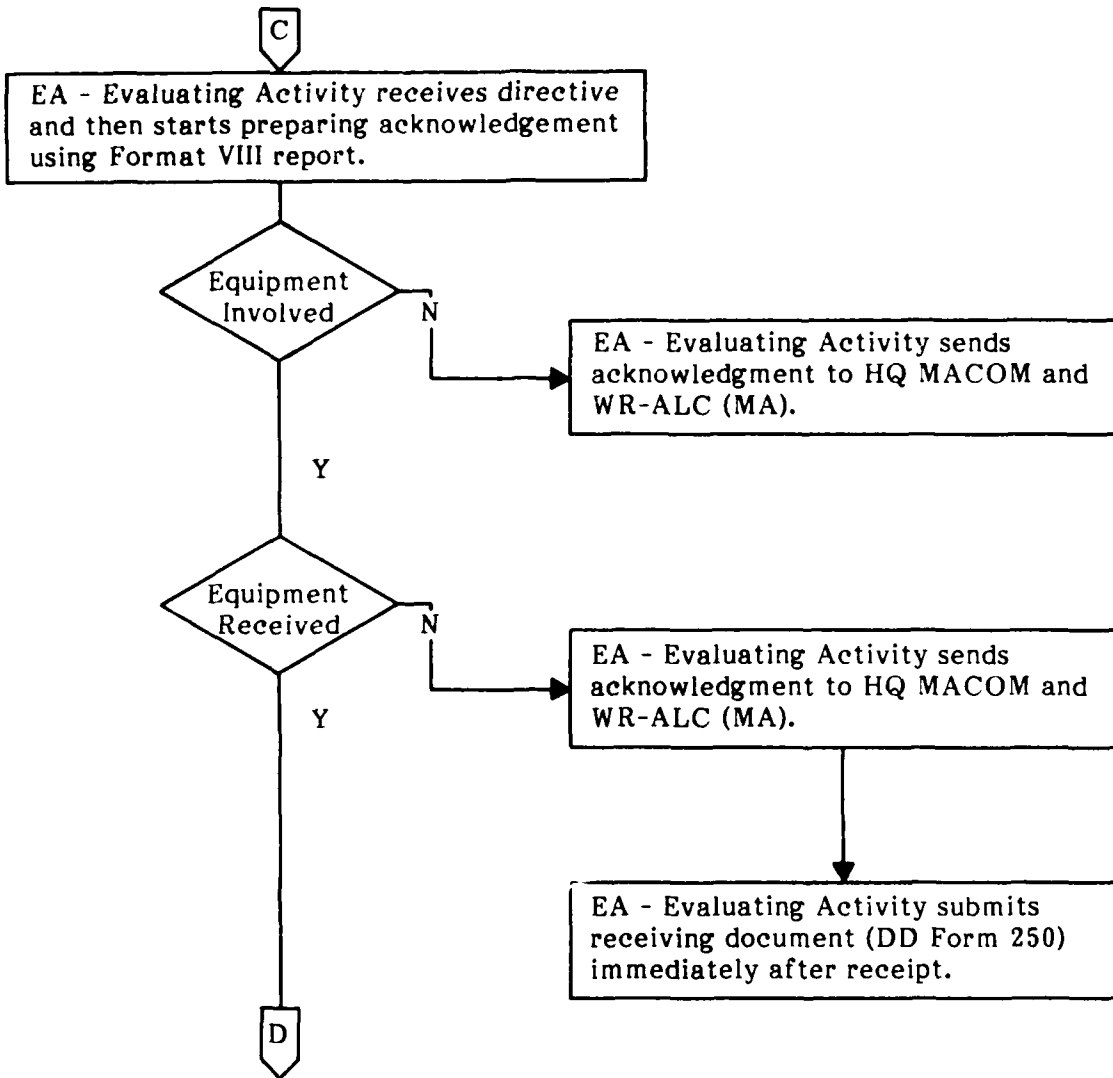 C
EA - Evaluating Activity receives directive
and then starts preparing acknowledgement
using Format VIII report.
Equipment
Involved
N
EA - Evaluating Activity sends
acknowledgment to HQ MACOM and
WR-ALC (MA).
Y
Equipment
Received
N
EA - Evaluating Activity sends
acknowledgment to HQ MACOM and
WR-ALC (MA).
Y
EA - Evaluating Activity submits
receiving document (DD Form 250)
immediately after receipt.
D